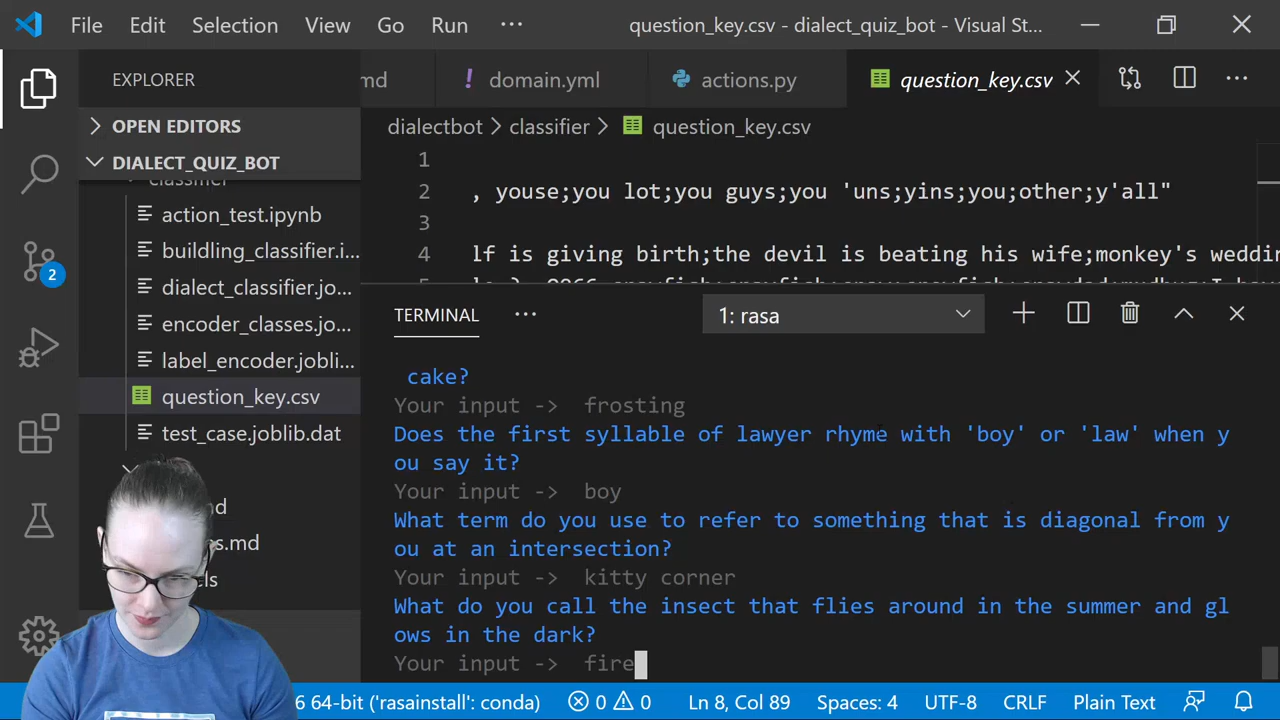 File Edit Selection View Go Run ··· question_key.csv - dialect_quiz_bot - Visual St...
EXPLORER
domain.yml actions.py question_key.csv
OPEN EDITORS
DIALECT_QUIZ_BOT
action_test.ipynb
buildling_classifier.i...
dialect_classifier.jo...
encoder_classes.jo...
label_encoder.jobli...
question_key.csv
test_case.joblib.dat
2
dialectbot > classifier > question_key.csv
1
2 , youse;you lot;you guys;you 'uns;yins;you;other;y'all"
3
4 lf is giving birth;the devil is beating his wife;monkey's weddin
TERMINAL ··· 1: rasa
cake?
Your input -> frosting
Does the first syllable of lawyer rhyme with 'boy' or 'law' when y
ou say it?
Your input -> boy
What term do you use to refer to something that is diagonal from y
ou at an intersection?
Your input -> kitty corner
What do you call the insect that flies around in the summer and gl
ows in the dark?
Your input -> fire
6 64-bit ('rasainstall': conda) 0 0 Ln 8, Col 89 Spaces: 4 UTF-8 CRLF Plain Text